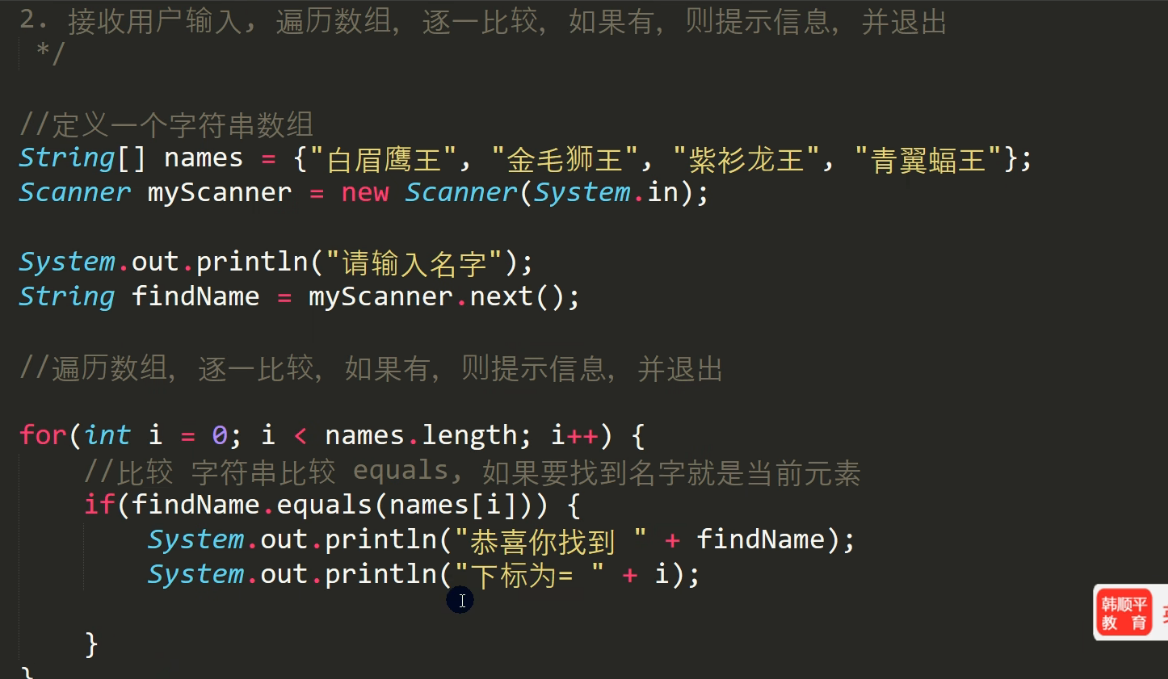 2. 接收用户输入, 遍历数组, 逐一比较, 如果有, 则提示信息, 并退出
*/
//定义一个字符串数组
String[] names = {"白眉鹰王", "金毛狮王", "紫衫龙王", "青翼蝠王"};
Scanner myScanner = new Scanner(System.in);
System.out.println("请输入名字");
String findName = myScanner.next();
//遍历数组, 逐一比较, 如果有, 则提示信息, 并退出
for(int i = 0; i < names.length; i++) {
//比较 字符串比较 equals, 如果要找到名字就是当前元素
if(findName.equals(names[i])) {
System.out.println("恭喜你找到 " + findName);
System.out.println("下标为= " + i);
}
}
韩顺平
教 育